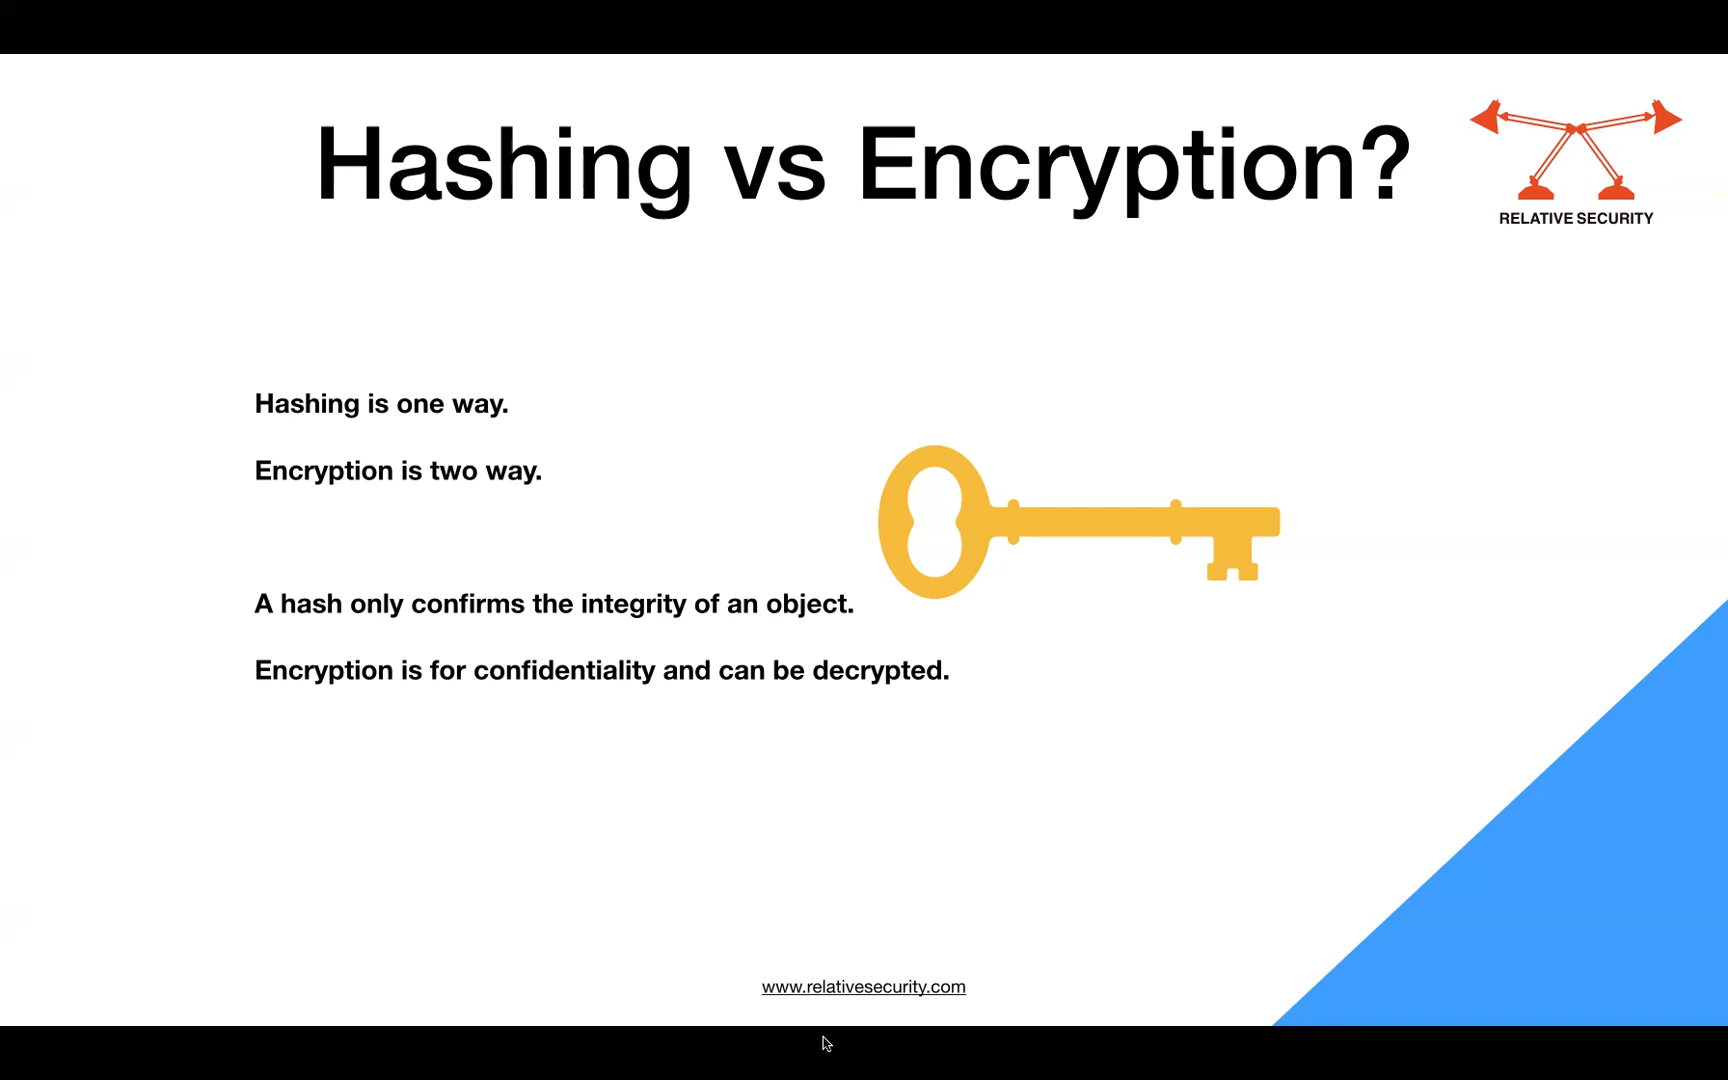 Hashing vs Encryption?
RELATIVE SECURITY
Hashing is one way.
Encryption is two way.
A hash only confirms the integrity of an object.
Encryption is for confidentiality and can be decrypted.
www.relativesecurity.com